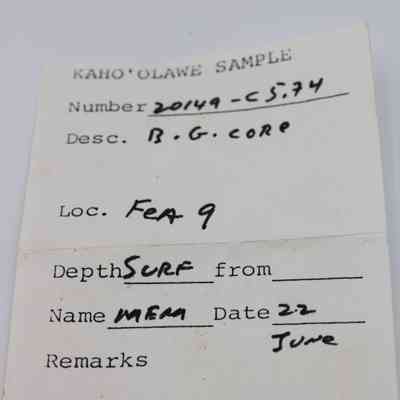 KAHO'OLAWE SAMPLE
Number 20149-C5.74
Desc. B.G. CORE
Loc. FEA 9
Depth SURF from
Name MEM Date 22
JUNE
Remarks